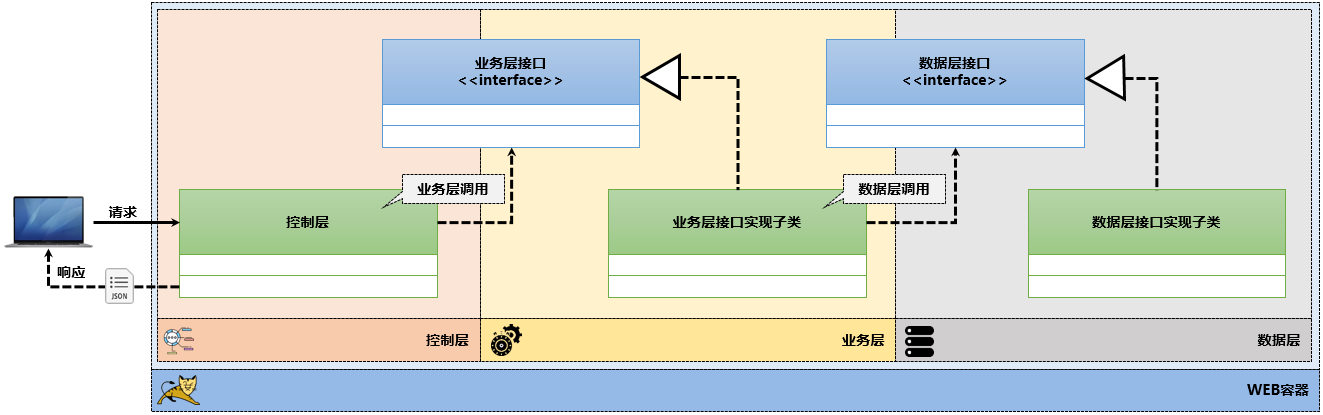 业务层接口
<<interface>>
数据层接口
<<interface>>
业务层调用
数据层调用
请求
控制层
业务层接口实现子类
数据层接口实现子类
响应
JSON
控制层
业务层
数据层
WEB容器